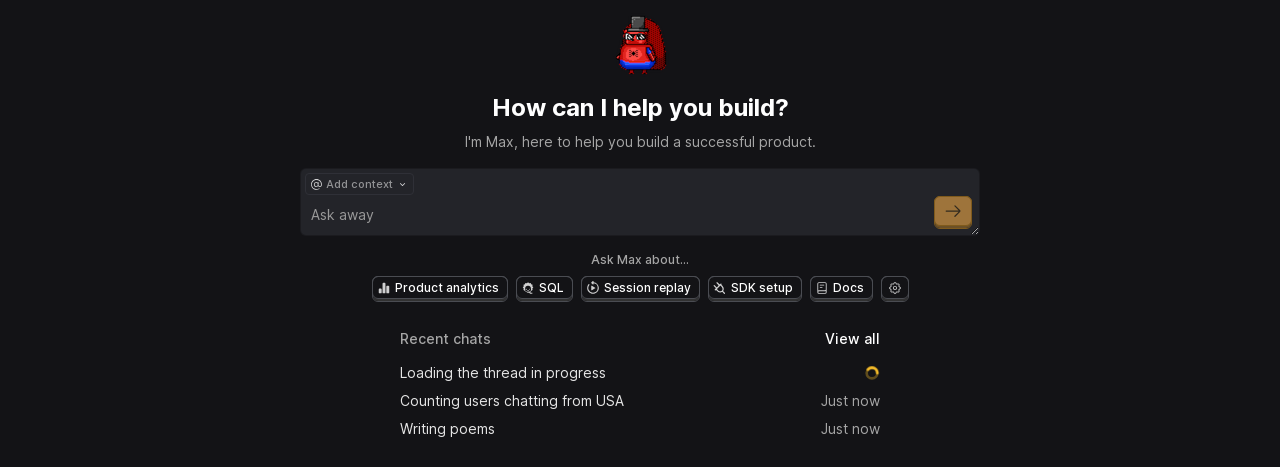 How can I help you build?
I'm Max, here to help you build a successful product.
@ Add context
Ask away
Ask Max about...
Product analytics SQL Session replay SDK setup Docs
Recent chats View all
Loading the thread in progress
Counting users chatting from USA Just now
Writing poems Just now